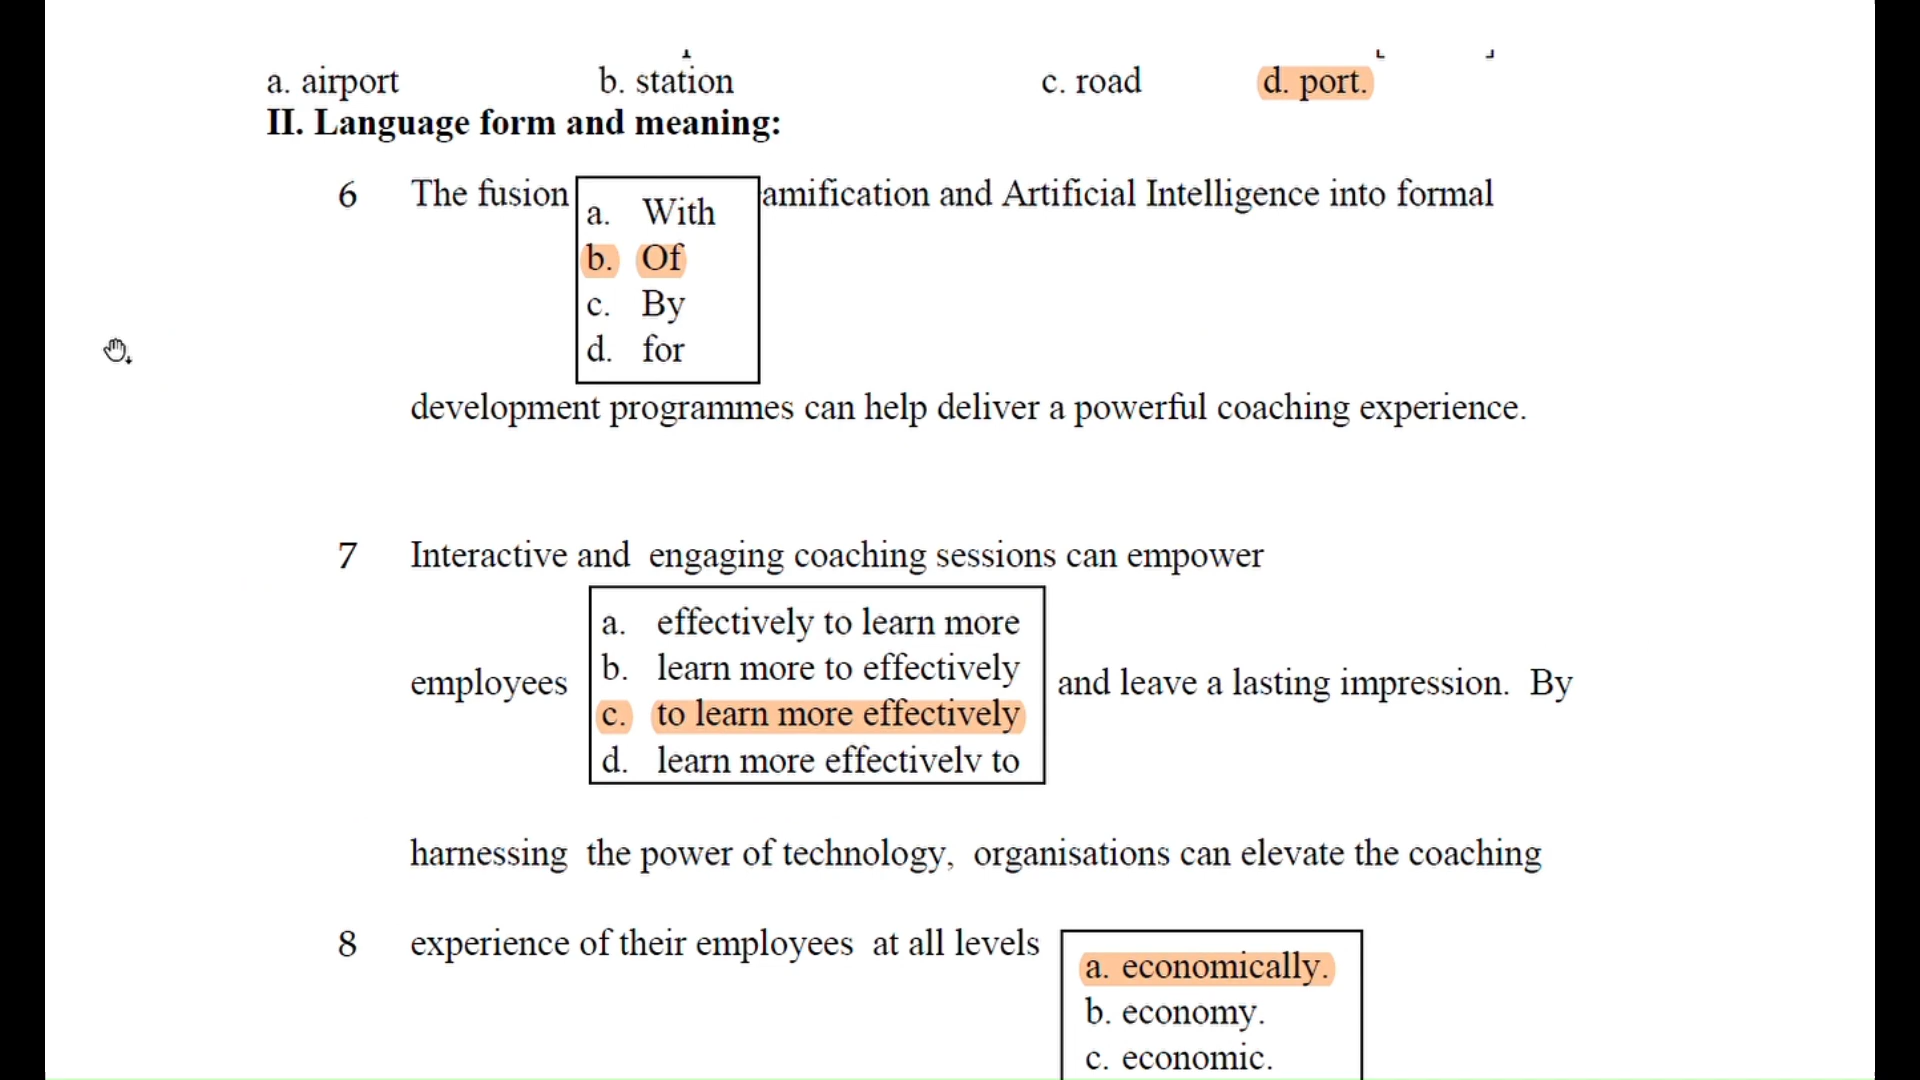 a. airport b. station c. road d. port.
II. Language form and meaning:
6 The fusion amification and Artificial Intelligence into formal
a. With
b. Of
c. By
d. for
development programmes can help deliver a powerful coaching experience.
7 Interactive and engaging coaching sessions can empower
employees and leave a lasting impression. By
a. effectively to learn more
b. learn more to effectively
c. to learn more effectively
d. learn more effectively to
harnessing the power of technology, organisations can elevate the coaching
8 experience of their employees at all levels
a. economically.
b. economy.
c. economic.